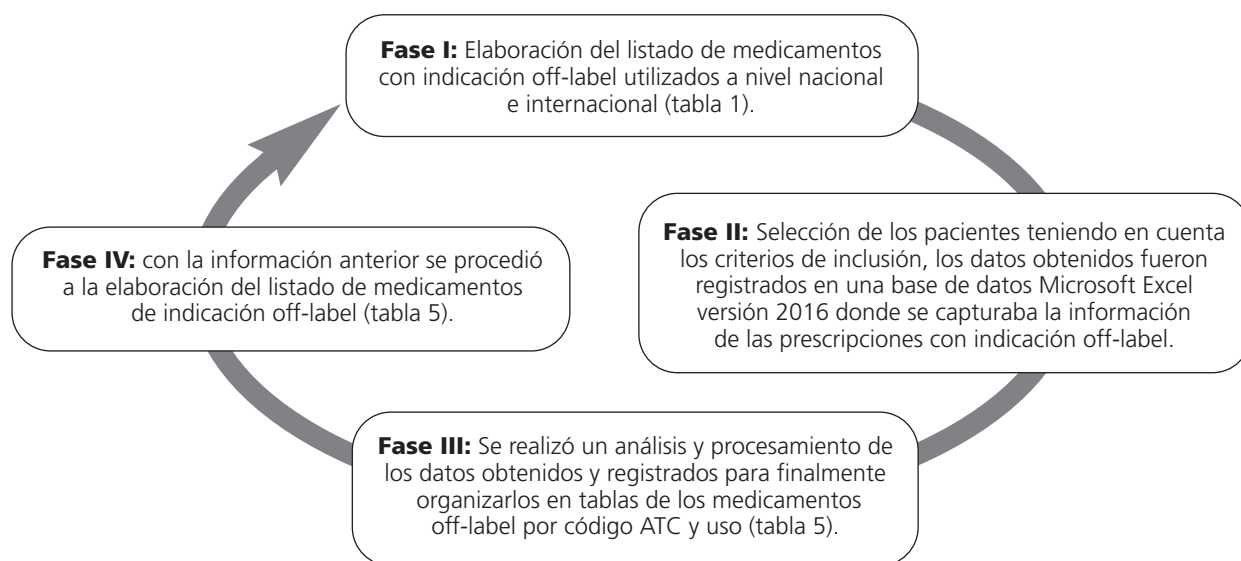 Fase I: Elaboración del listado de medicamentos
con indicación off-label utilizados a nivel nacional
e internacional (tabla 1).
Fase II: Selección de los pacientes teniendo en cuenta
los criterios de inclusión, los datos obtenidos fueron
registrados en una base de datos Microsoft Excel
versión 2016 donde se capturaba la información
de las prescripciones con indicación off-label.
Fase III: Se realizó un análisis y procesamiento de
los datos obtenidos y registrados para finalmente
organizarlos en tablas de los medicamentos
off-label por código ATC y uso (tabla 5).
Fase IV: con la información anterior se procedió
a la elaboración del listado de medicamentos
de indicación off-label (tabla 5).